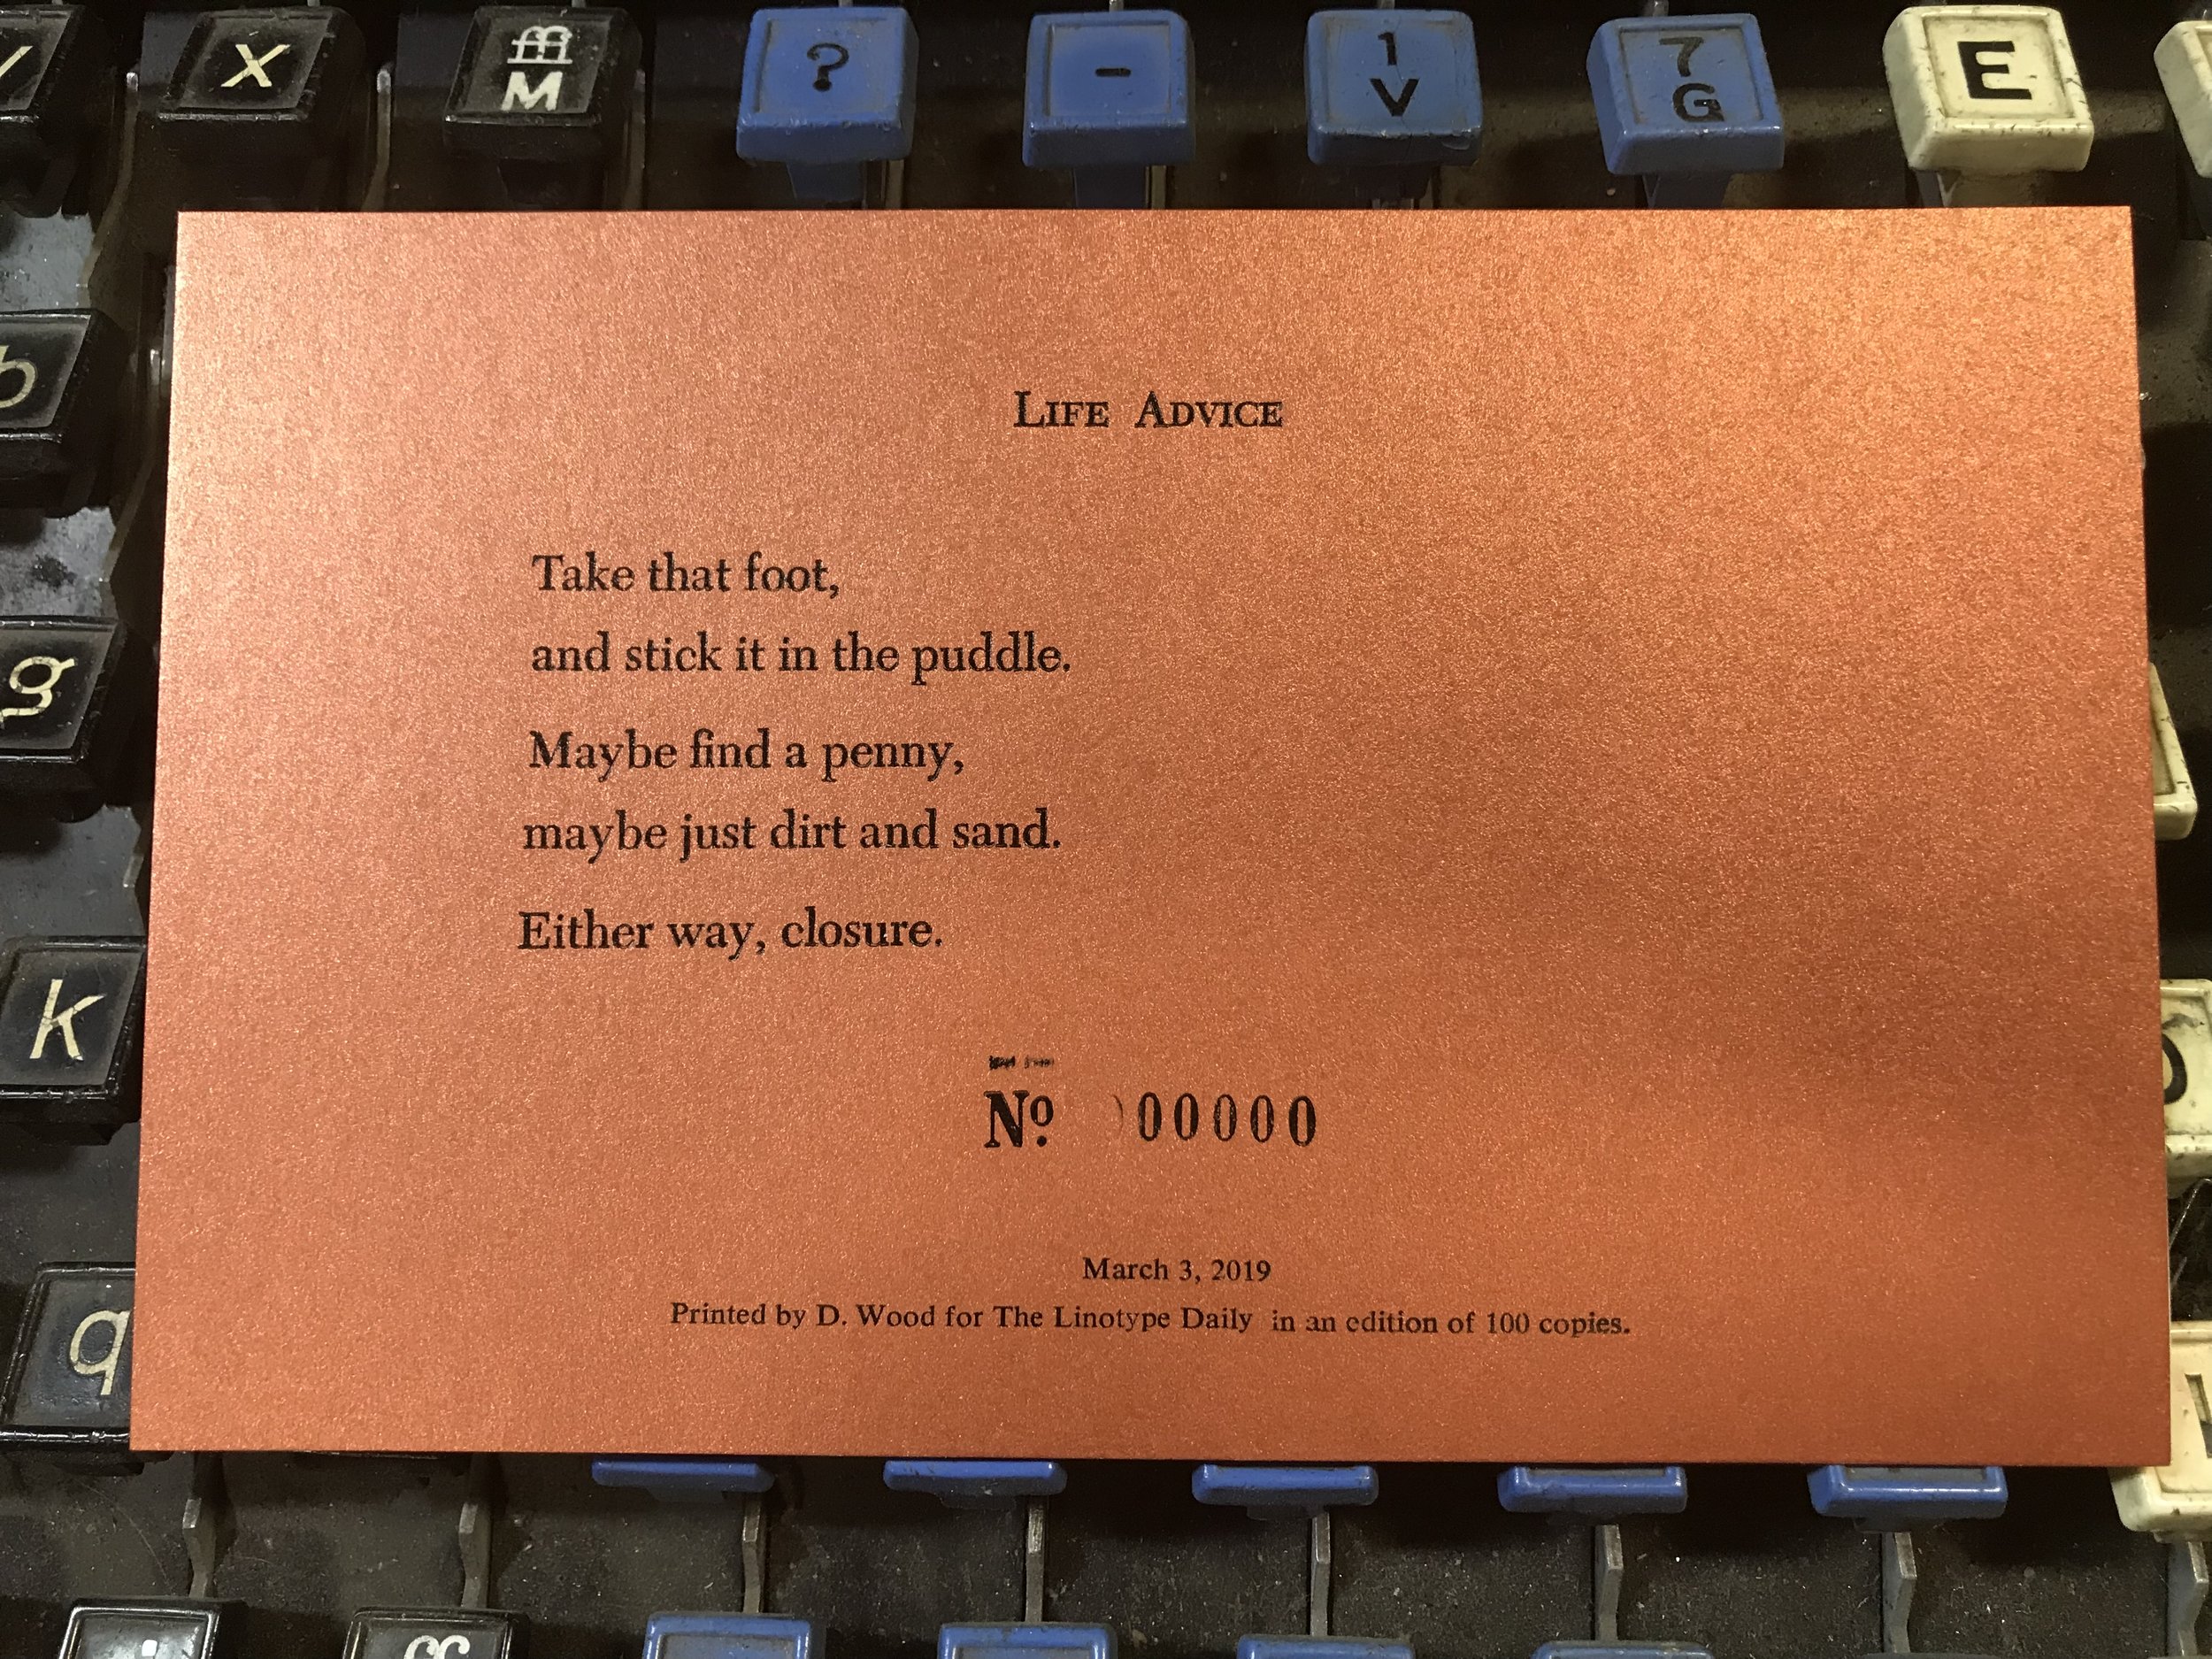 x
ffl
M
?
-
1
V
7
G
E
b
g
k
q
LIFE ADVICE
Take that foot,
and stick it in the puddle.
Maybe find a penny,
maybe just dirt and sand.
Either way, closure.
Nº 00000
March 3, 2019
Printed by D. Wood for The Linotype Daily in an edition of 100 copies.